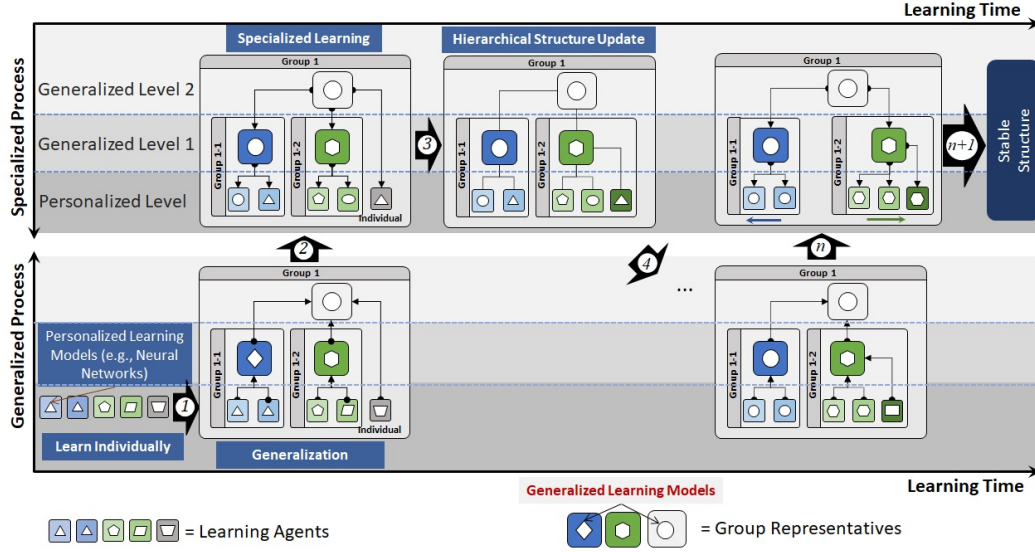 Learning Time
Specialized Process
Specialized Learning
Hierarchical Structure Update
Group 1
Group 1
Group 1
Generalized Level 2
Generalized Level 1
Personalized Level
Group 1-1
Group 1-2
Individual
3
Group 1-1
Group 1-2
Group 1-1
Group 1-2
n+1
Stable
Structure
2
4
n
...
Generalized Process
Group 1
Group 1
Personalized Learning
Models (e.g., Neural
Networks)
1
Learn Individually
Group 1-1
Group 1-2
Individual
Generalization
Group 1-1
Group 1-2
Learning Time
Generalized Learning Models
= Learning Agents
= Group Representatives